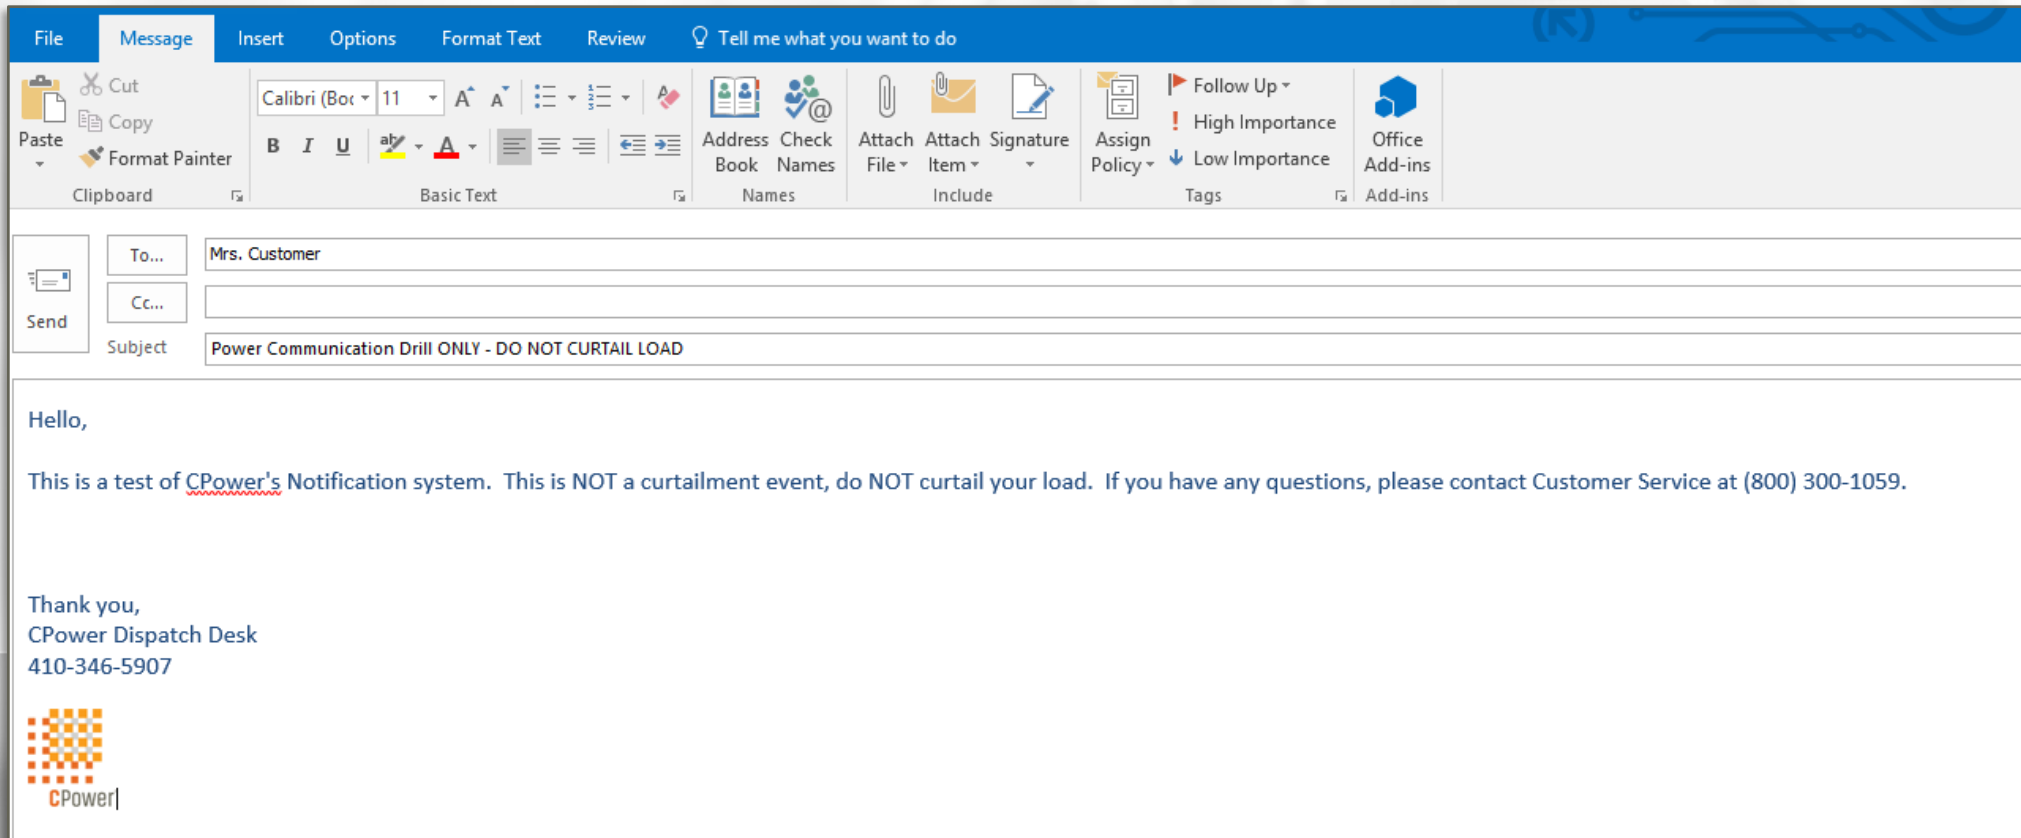 File Message Insert Options Format Text Review Tell me what you want to do
Paste
Cut
Copy
Format Painter
Clipboard
Calibri (Boc 11
B I U
Basic Text
Address Book
Check Names
Names
Attach File
Attach Item
Signature
Include
Assign Policy
Follow Up
High Importance
Low Importance
Tags
Office Add-ins
Add-ins
Send
To... Mrs. Customer
Cc...
Subject Power Communication Drill ONLY - DO NOT CURTAIL LOAD
Hello,
This is a test of CPower's Notification system.  This is NOT a curtailment event, do NOT curtail your load.  If you have any questions, please contact Customer Service at (800) 300-1059.
Thank you,
CPower Dispatch Desk
410-346-5907
CPower